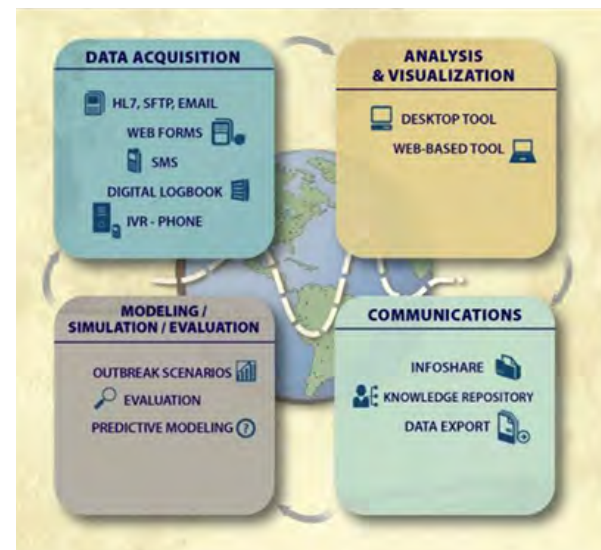 DATA ACQUISITION
HL7, SFTP, EMAIL
WEB FORMS
SMS
DIGITAL LOGBOOK
IVR - PHONE
ANALYSIS
& VISUALIZATION
DESKTOP TOOL
WEB-BASED TOOL
MODELING /
SIMULATION / EVALUATION
OUTBREAK SCENARIOS
EVALUATION
PREDICTIVE MODELING ?
COMMUNICATIONS
INFOSHARE
KNOWLEDGE REPOSITORY
DATA EXPORT